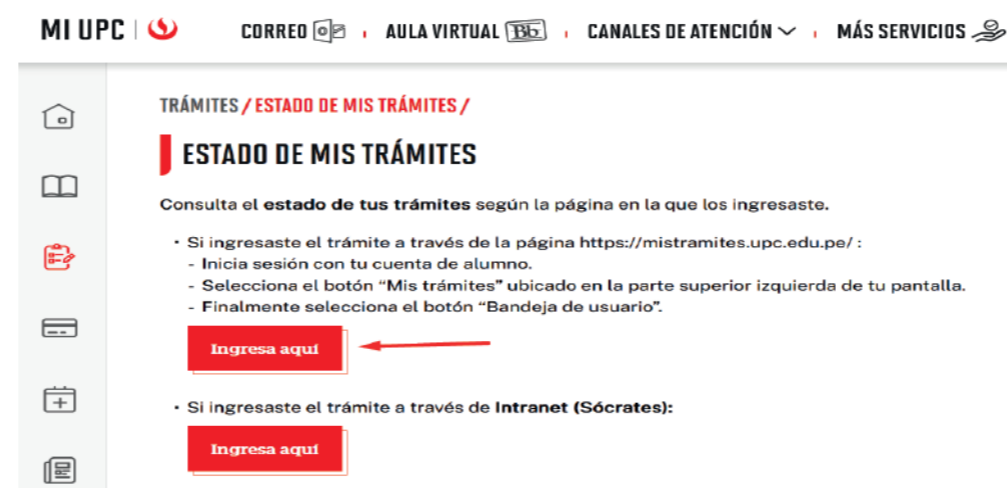 MI UPC
CORREO
AULA VIRTUAL Bb
CANALES DE ATENCIÓN
MÁS SERVICIOS
TRÁMITES / ESTADO DE MIS TRÁMITES /
ESTADO DE MIS TRÁMITES
Consulta el estado de tus trámites según la página en la que los ingresaste.
• Si ingresaste el trámite a través de la página https://mistramites.upc.edu.pe/ :
- Inicia sesión con tu cuenta de alumno.
- Selecciona el botón “Mis trámites” ubicado en la parte superior izquierda de tu pantalla.
- Finalmente selecciona el botón “Bandeja de usuario”.
Ingresa aquí
• Si ingresaste el trámite a través de Intranet (Sócrates):
Ingresa aquí